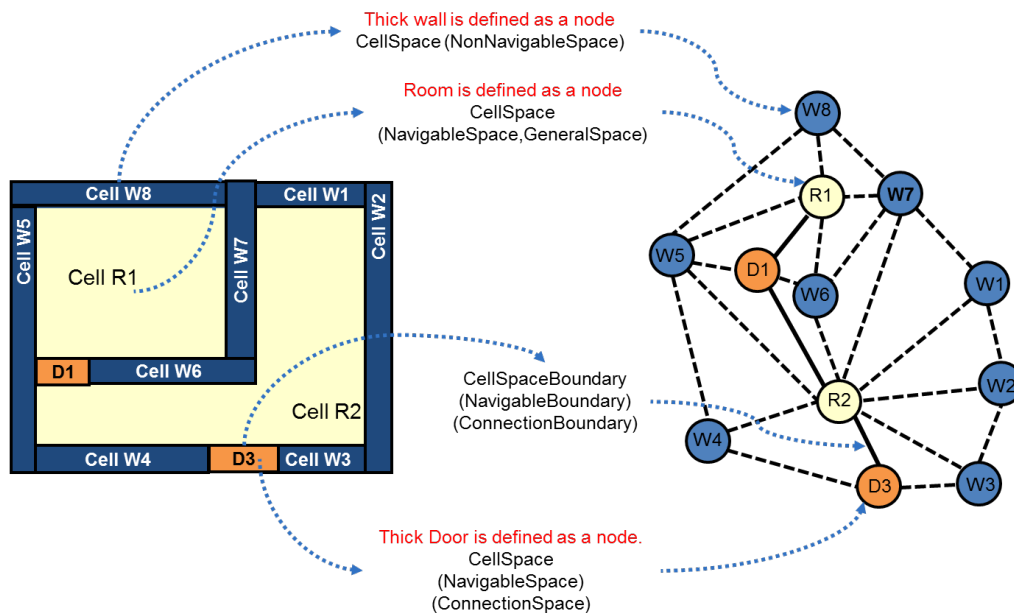 Thick wall is defined as a node
CellSpace (NonNavigableSpace)
Room is defined as a node
CellSpace
(NavigableSpace,GeneralSpace)
Cell W8
Cell W1
Cell W2
Cell W5
Cell W7
Cell R1
D1
Cell W6
Cell R2
Cell W4
D3
Cell W3
CellSpaceBoundary
(NavigableBoundary)
(ConnectionBoundary)
Thick Door is defined as a node.
CellSpace
(NavigableSpace)
(ConnectionSpace)
W8
R1
W7
W5
D1
W6
W1
W2
R2
W4
D3
W3